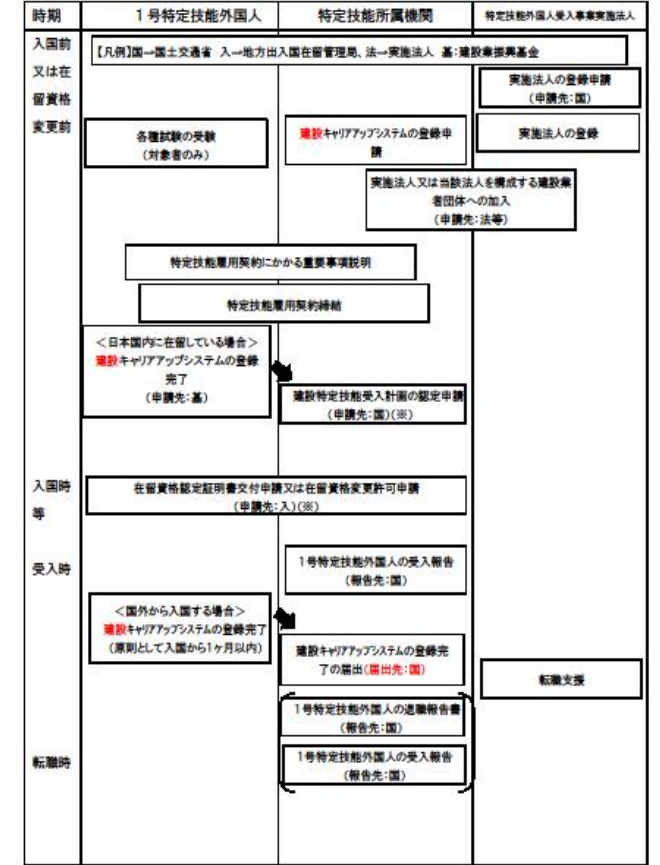 時期
１号特定技能外国人
特定技能所属機関
特定技能外国人受入事業実施法人
入国前
又は在
留資格
変更前
【凡例】国→国土交通省　入→地方出入国在留管理局、法→実施法人　基：建設業振興基金
実施法人の登録申請
（申請先：国）
各種試験の受験
（対象者のみ）
建設キャリアアップシステムの登録申
請
実施法人の登録
実施法人又は当該法人を構成する建設業
者団体への加入
（申請先：法等）
特定技能雇用契約にかかる重要事項説明
特定技能雇用契約締結
＜日本国内に在留している場合＞
建設キャリアアップシステムの登録
完了
（申請先：基）
建設特定技能受入計画の認定申請
（申請先：国）（※）
入国時
等
在留資格認定証明書交付申請又は在留資格変更許可申請
（申請先：入）（※）
受入時
１号特定技能外国人の受入報告
（報告先：国）
＜国外から入国する場合＞
建設キャリアアップシステムの登録完了
（原則として入国から１ヶ月以内）
建設キャリアアップシステムの登録完
了の届出（届出先：国）
転職支援
１号特定技能外国人の退職報告書
（報告先：国）
転職時
１号特定技能外国人の受入報告
（報告先：国）